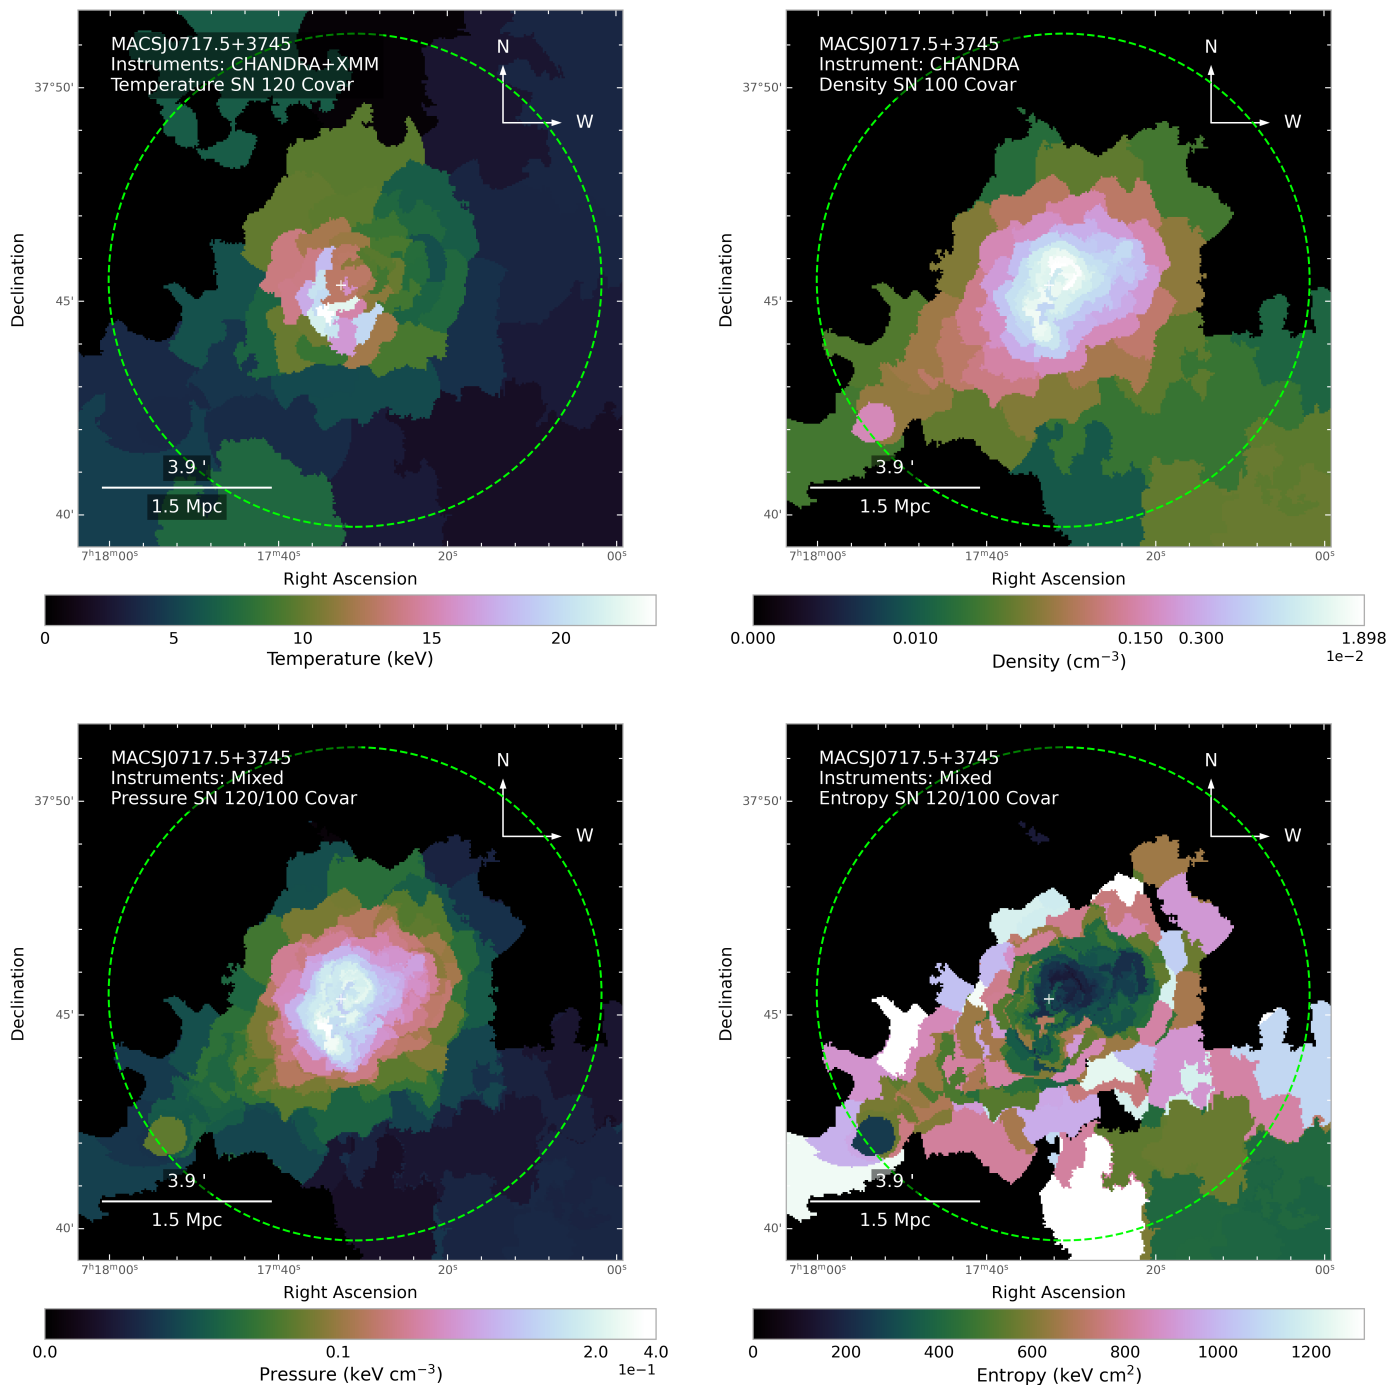 MACSJ0717.5+3745
Instruments: CHANDRA+XMM
Temperature SN 120 Covar
N
W
37°50'
45'
40'
Declination
3.9 '
1.5 Mpc
7ʰ18ᵐ00ˢ 17ᵐ40ˢ 20ˢ 00ˢ
Right Ascension
0 5 10 15 20
Temperature (keV)
MACSJ0717.5+3745
Instrument: CHANDRA
Density SN 100 Covar
N
W
37°50'
45'
40'
Declination
3.9 '
1.5 Mpc
7ʰ18ᵐ00ˢ 17ᵐ40ˢ 20ˢ 00ˢ
Right Ascension
0.000 0.010 0.150 0.300 1.898
1e−2
Density (cm⁻³)
MACSJ0717.5+3745
Instruments: Mixed
Pressure SN 120/100 Covar
N
W
37°50'
45'
40'
Declination
3.9 '
1.5 Mpc
7ʰ18ᵐ00ˢ 17ᵐ40ˢ 20ˢ 00ˢ
Right Ascension
0.0 0.1 2.0 4.0
1e−1
Pressure (keV cm⁻³)
MACSJ0717.5+3745
Instruments: Mixed
Entropy SN 120/100 Covar
N
W
37°50'
45'
40'
Declination
3.9 '
1.5 Mpc
7ʰ18ᵐ00ˢ 17ᵐ40ˢ 20ˢ 00ˢ
Right Ascension
0 200 400 600 800 1000 1200
Entropy (keV cm²)